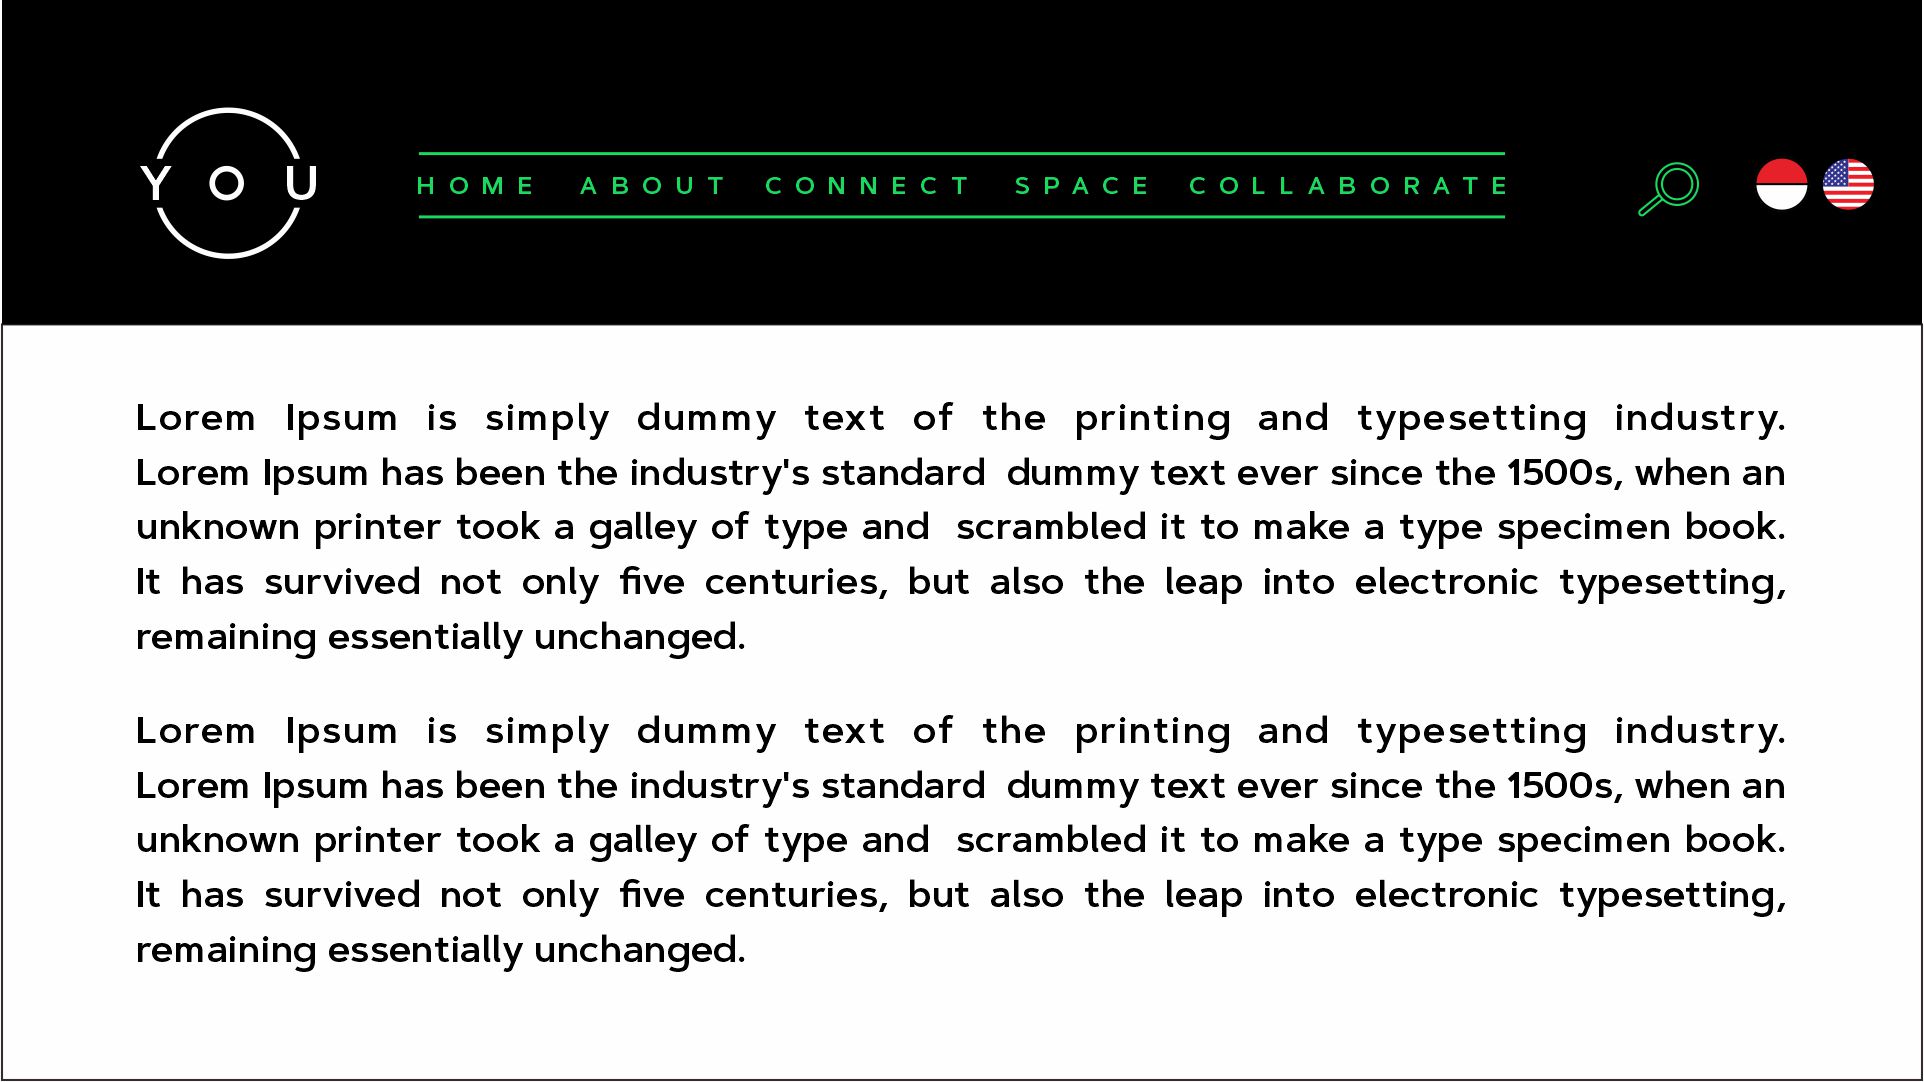 YOU
HOME ABOUT CONNECT SPACE COLLABORATE
Lorem Ipsum is simply dummy text of the printing and typesetting industry.
Lorem Ipsum has been the industry's standard dummy text ever since the 1500s, when an
unknown printer took a galley of type and scrambled it to make a type specimen book.
It has survived not only five centuries, but also the leap into electronic typesetting,
remaining essentially unchanged.
Lorem Ipsum is simply dummy text of the printing and typesetting industry.
Lorem Ipsum has been the industry's standard dummy text ever since the 1500s, when an
unknown printer took a galley of type and scrambled it to make a type specimen book.
It has survived not only five centuries, but also the leap into electronic typesetting,
remaining essentially unchanged.